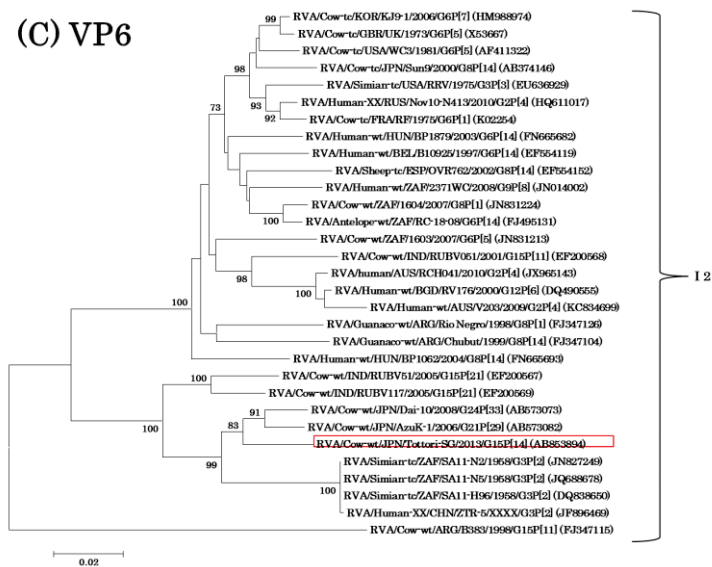 (C) VP6
99
RVA/Cow-tc/KOR/KJ9-1/2006/G6P[7] (HM988974)
RVA/Cow-tc/GBR/UK/1973/G6P[5] (X53667)
RVA/Cow-tc/USA/WC3/1981/G6P[5] (AF411322)
98
RVA/Cow-tc/JPN/Sun9/2000/G8P[14] (AB374146)
RVA/Simian-tc/USA/RRV/1975/G3P[3] (EU636929)
93
RVA/Human-XX/RUS/Nov10-N413/2010/G2P[4] (HQ611017)
73
92
RVA/Cow-tc/FRA/RF/1975/G6P[1] (K02254)
RVA/Human-wt/HUN/BP1879/2003/G6P[14] (FN665682)
RVA/Human-wt/BEL/B10925/1997/G6P[14] (EF554119)
RVA/Sheep-tc/ESP/OVR762/2002/G8P[14] (EF554152)
RVA/Human-wt/ZAF/2371WC/2008/G9P[8] (JN014002)
RVA/Cow-wt/ZAF/1604/2007/G8P[1] (JN831224)
100
RVA/Antelope-wt/ZAF/RC-18-08/G6P[14] (FJ495131)
RVA/Cow-wt/ZAF/1603/2007/G6P[5] (JN831213)
RVA/Cow-wt/IND/RUBV051/2001/G15P[11] (EF200568)
98
RVA/human/AUS/RCH041/2010/G2P[4] (JX965143)
I 2
100
RVA/Human-wt/BGD/RV176/2000/G12P[6] (DQ490555)
100
RVA/Human-wt/AUS/V203/2009/G2P[4] (KC834699)
RVA/Guanaco-wt/ARG/Rio Negro/1998/G8P[1] (FJ347126)
RVA/Guanaco-wt/ARG/Chubut/1999/G8P[14] (FJ347104)
RVA/Human-wt/HUN/BP1062/2004/G8P[14] (FN665693)
100
RVA/Cow-wt/IND/RUBV51/2005/G15P[21] (EF200567)
RVA/Cow-wt/IND/RUBV117/2005/G15P[21] (EF200569)
91
RVA/Cow-wt/JPN/Dai-10/2008/G24P[33] (AB573073)
100
83
RVA/Cow-wt/JPN/AzuK-1/2006/G21P[29] (AB573082)
RVA/Cow-wt/JPN/Tottori-SG/2013/G15P[14] (AB853894)
99
RVA/Simian-tc/ZAF/SA11-N2/1958/G3P[2] (JN827249)
RVA/Simian-tc/ZAF/SA11-N5/1958/G3P[2] (JQ688678)
100
RVA/Simian-tc/ZAF/SA11-H96/1958/G3P[2] (DQ838650)
RVA/Human-XX/CHN/ZTR-5/XXXX/G3P[2] (JF896469)
RVA/Cow-wt/ARG/B383/1998/G15P[11] (FJ347115)
0.02